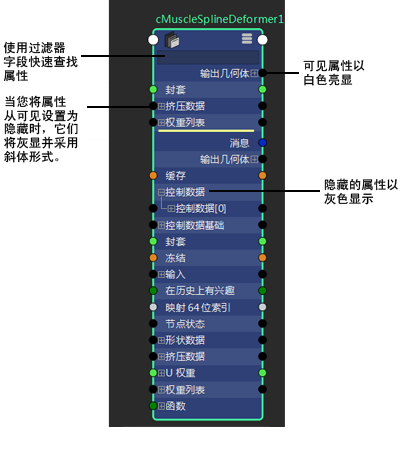 cMuscleSplineDeformer1
使用过滤器
字段快速查找
属性
当您将属性
从可见设置为
隐藏时，它们
将灰显并采用
斜体形式。
输出几何体
封套
挤压数据
权重列表
消息
输出几何体
缓存
控制数据
控制数据[0]
控制数据基础
封套
冻结
输入
在历史上有兴趣
映射 64 位索引
节点状态
形状数据
挤压数据
U 权重
权重列表
函数
可见属性以
白色亮显
隐藏的属性以
灰色显示